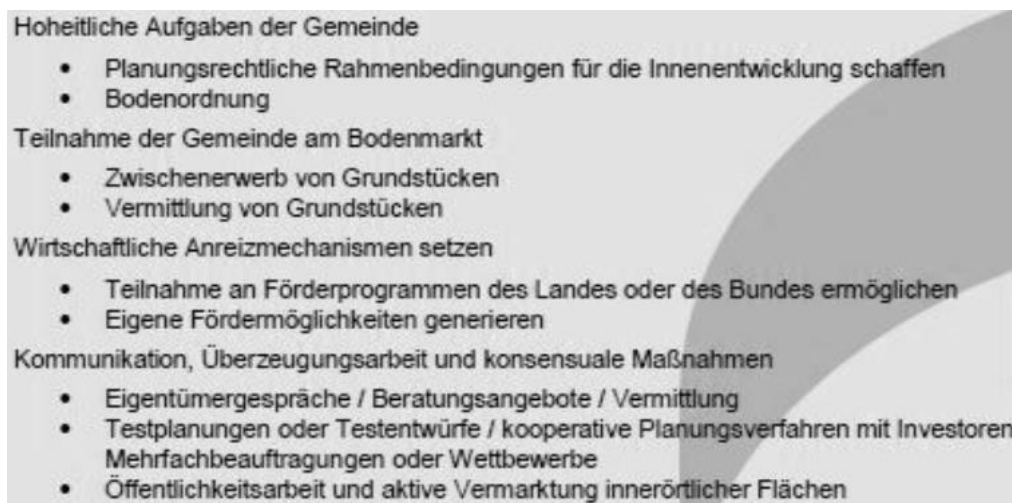 Hoheitliche Aufgaben der Gemeinde
• Planungsrechtliche Rahmenbedingungen für die Innenentwicklung schaffen
• Bodenordnung
Teilnahme der Gemeinde am Bodenmarkt
• Zwischenerwerb von Grundstücken
• Vermittlung von Grundstücken
Wirtschaftliche Anreizmechanismen setzen
• Teilnahme an Förderprogrammen des Landes oder des Bundes ermöglichen
• Eigene Fördermöglichkeiten generieren
Kommunikation, Überzeugungsarbeit und konsensuale Maßnahmen
• Eigentümergespräche / Beratungsangebote / Vermittlung
• Testplanungen oder Testentwürfe / kooperative Planungsverfahren mit Investoren
Mehrfachbeauftragungen oder Wettbewerbe
• Öffentlichkeitsarbeit und aktive Vermarktung innerörtlicher Flächen